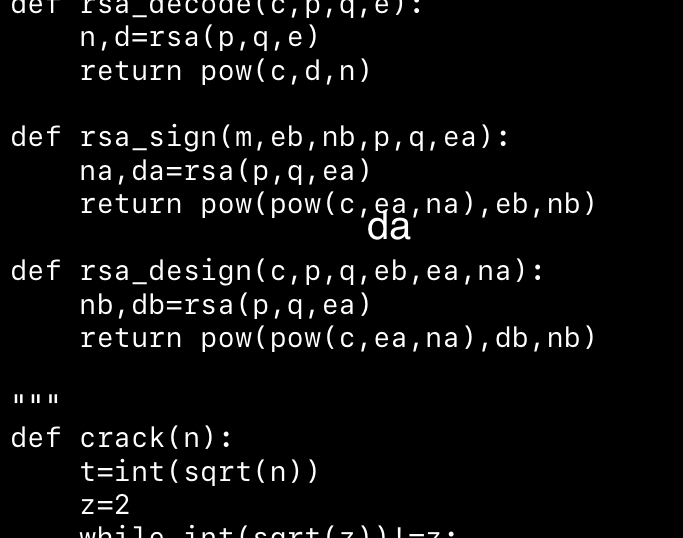 def rsa_decode(c,p,q,e):
    n,d=rsa(p,q,e)
    return pow(c,d,n)
def rsa_sign(m,eb,nb,p,q,ea):
    na,da=rsa(p,q,ea)
    return pow(pow(c,ea,na),eb,nb)
da
def rsa_design(c,p,q,eb,ea,na):
    nb,db=rsa(p,q,ea)
    return pow(pow(c,ea,na),db,nb)
"""
def crack(n):
    t=int(sqrt(n))
    z=2
    while int(sqrt(z))!=z: